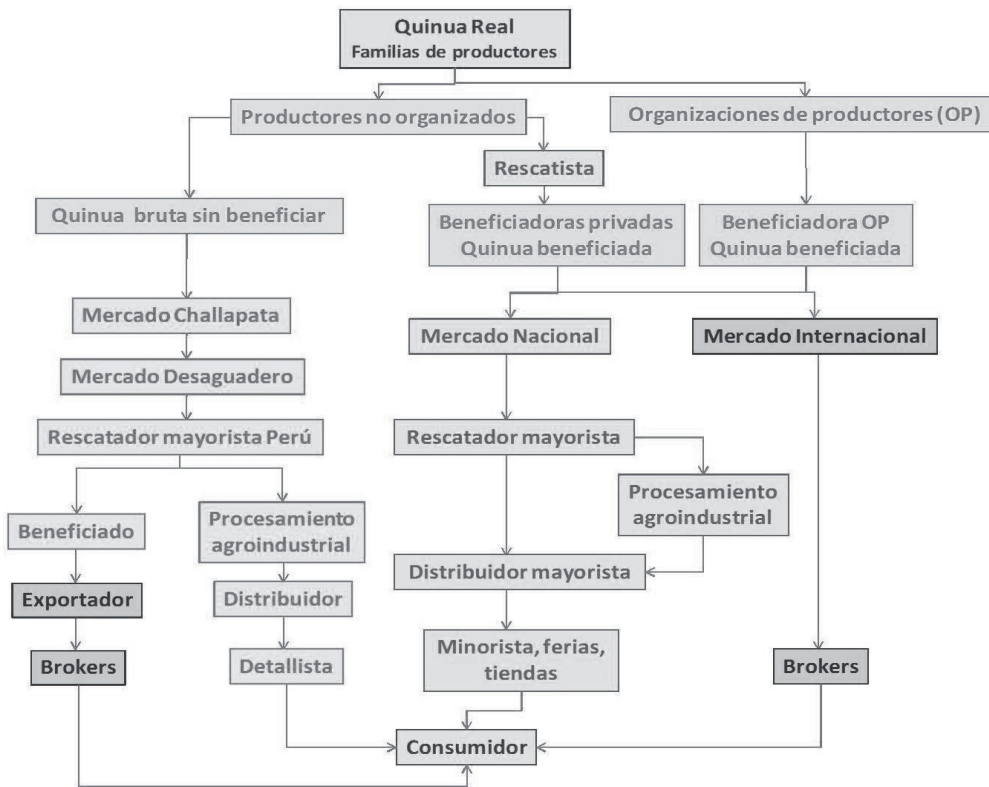 Quinua Real
Familias de productores
Productores no organizados
Organizaciones de productores (OP)
Rescatista
Quinua bruta sin beneficiar
Beneficiadoras privadas
Quinua beneficiada
Beneficiadora OP
Quinua beneficiada
Mercado Challapata
Mercado Nacional
Mercado Internacional
Mercado Desaguadero
Rescatador mayorista Perú
Rescatador mayorista
Procesamiento
agroindustrial
Beneficiado
Procesamiento
agroindustrial
Distribuidor mayorista
Exportador
Distribuidor
Brokers
Detallista
Minorista, ferias,
tiendas
Brokers
Consumidor